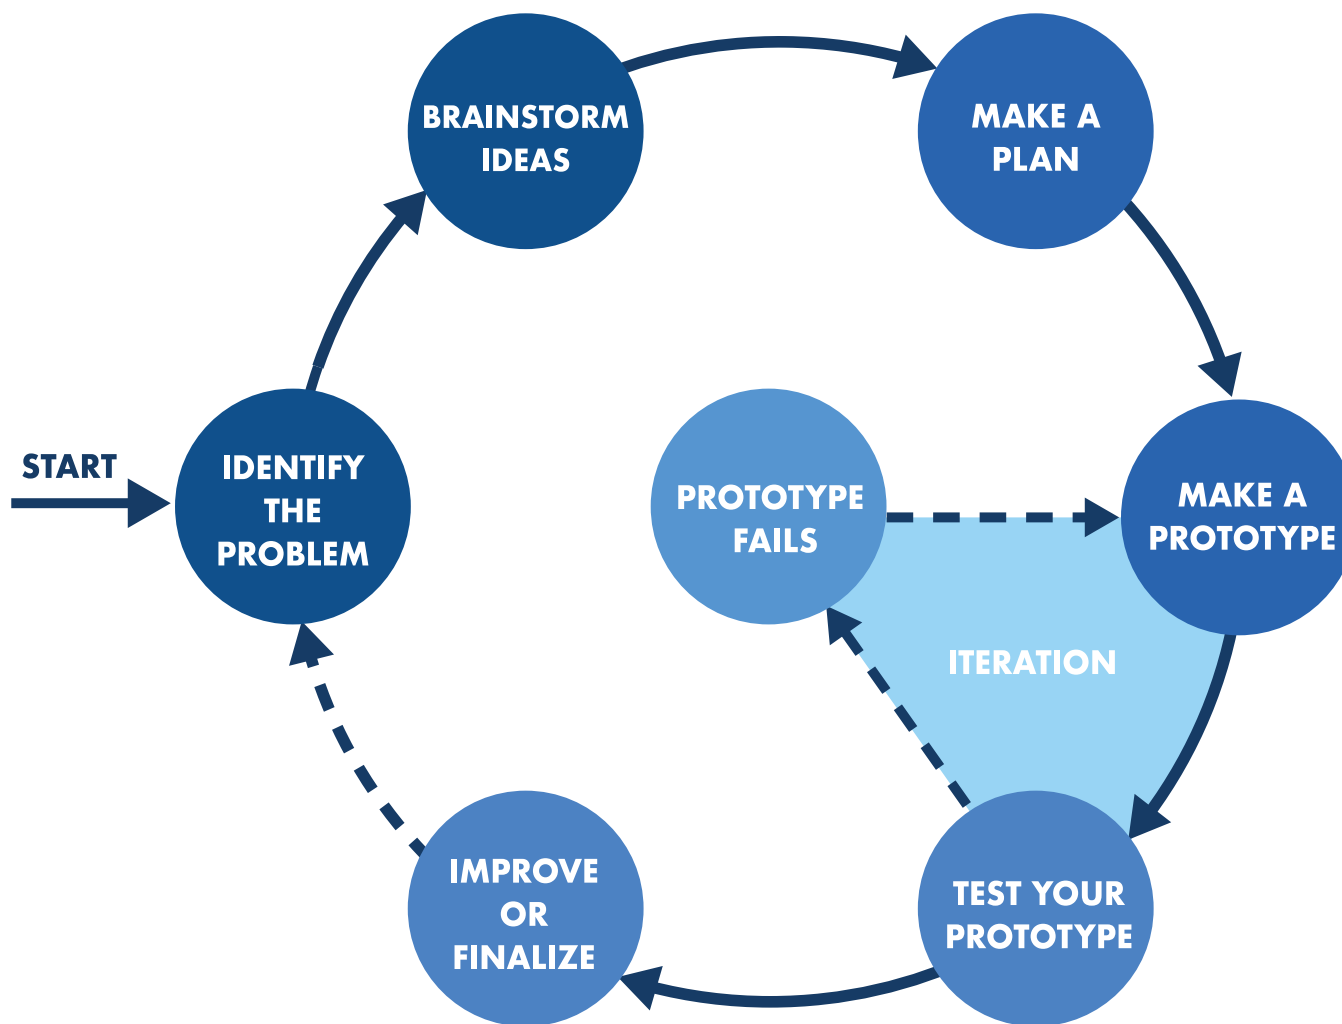 START
IDENTIFY
THE
PROBLEM
BRAINSTORM
IDEAS
MAKE A
PLAN
MAKE A
PROTOTYPE
PROTOTYPE
FAILS
ITERATION
TEST YOUR
PROTOTYPE
IMPROVE
OR
FINALIZE